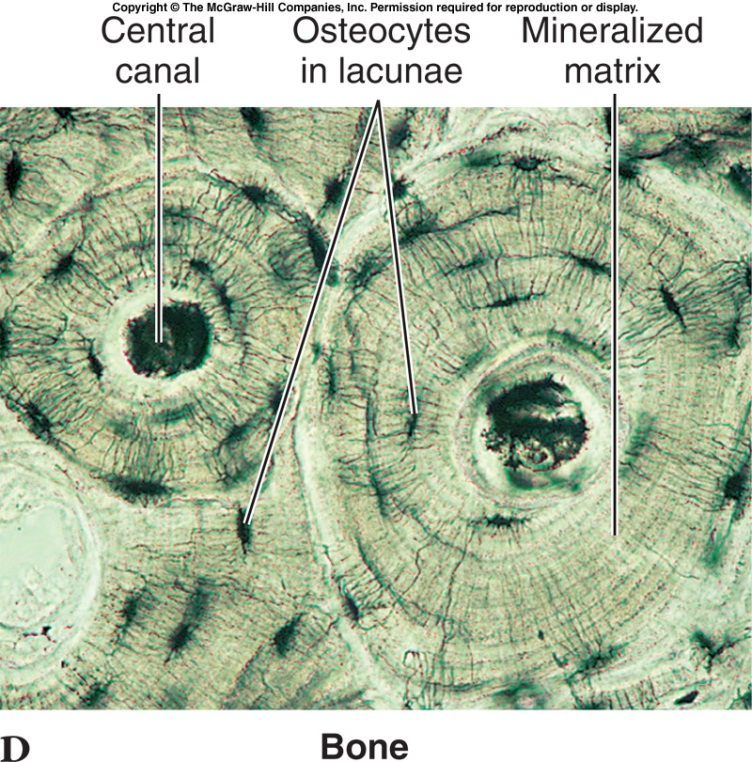 Copyright © The McGraw-Hill Companies, Inc. Permission required for reproduction or display.
Central
canal
Osteocytes
in lacunae
Mineralized
matrix
D
Bone